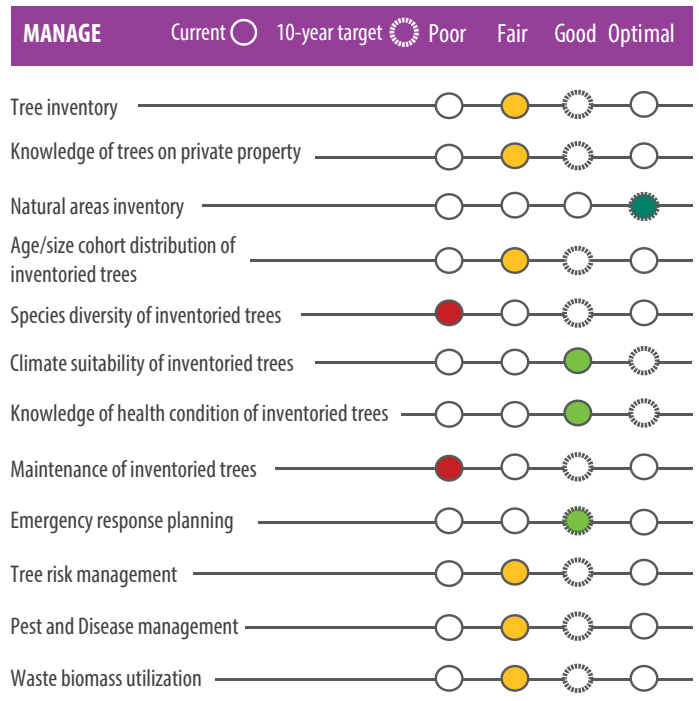 MANAGE Current 10-year target Poor Fair Good Optimal
Tree inventory
Knowledge of trees on private property
Natural areas inventory
Age/size cohort distribution of
inventoried trees
Species diversity of inventoried trees
Climate suitability of inventoried trees
Knowledge of health condition of inventoried trees
Maintenance of inventoried trees
Emergency response planning
Tree risk management
Pest and Disease management
Waste biomass utilization